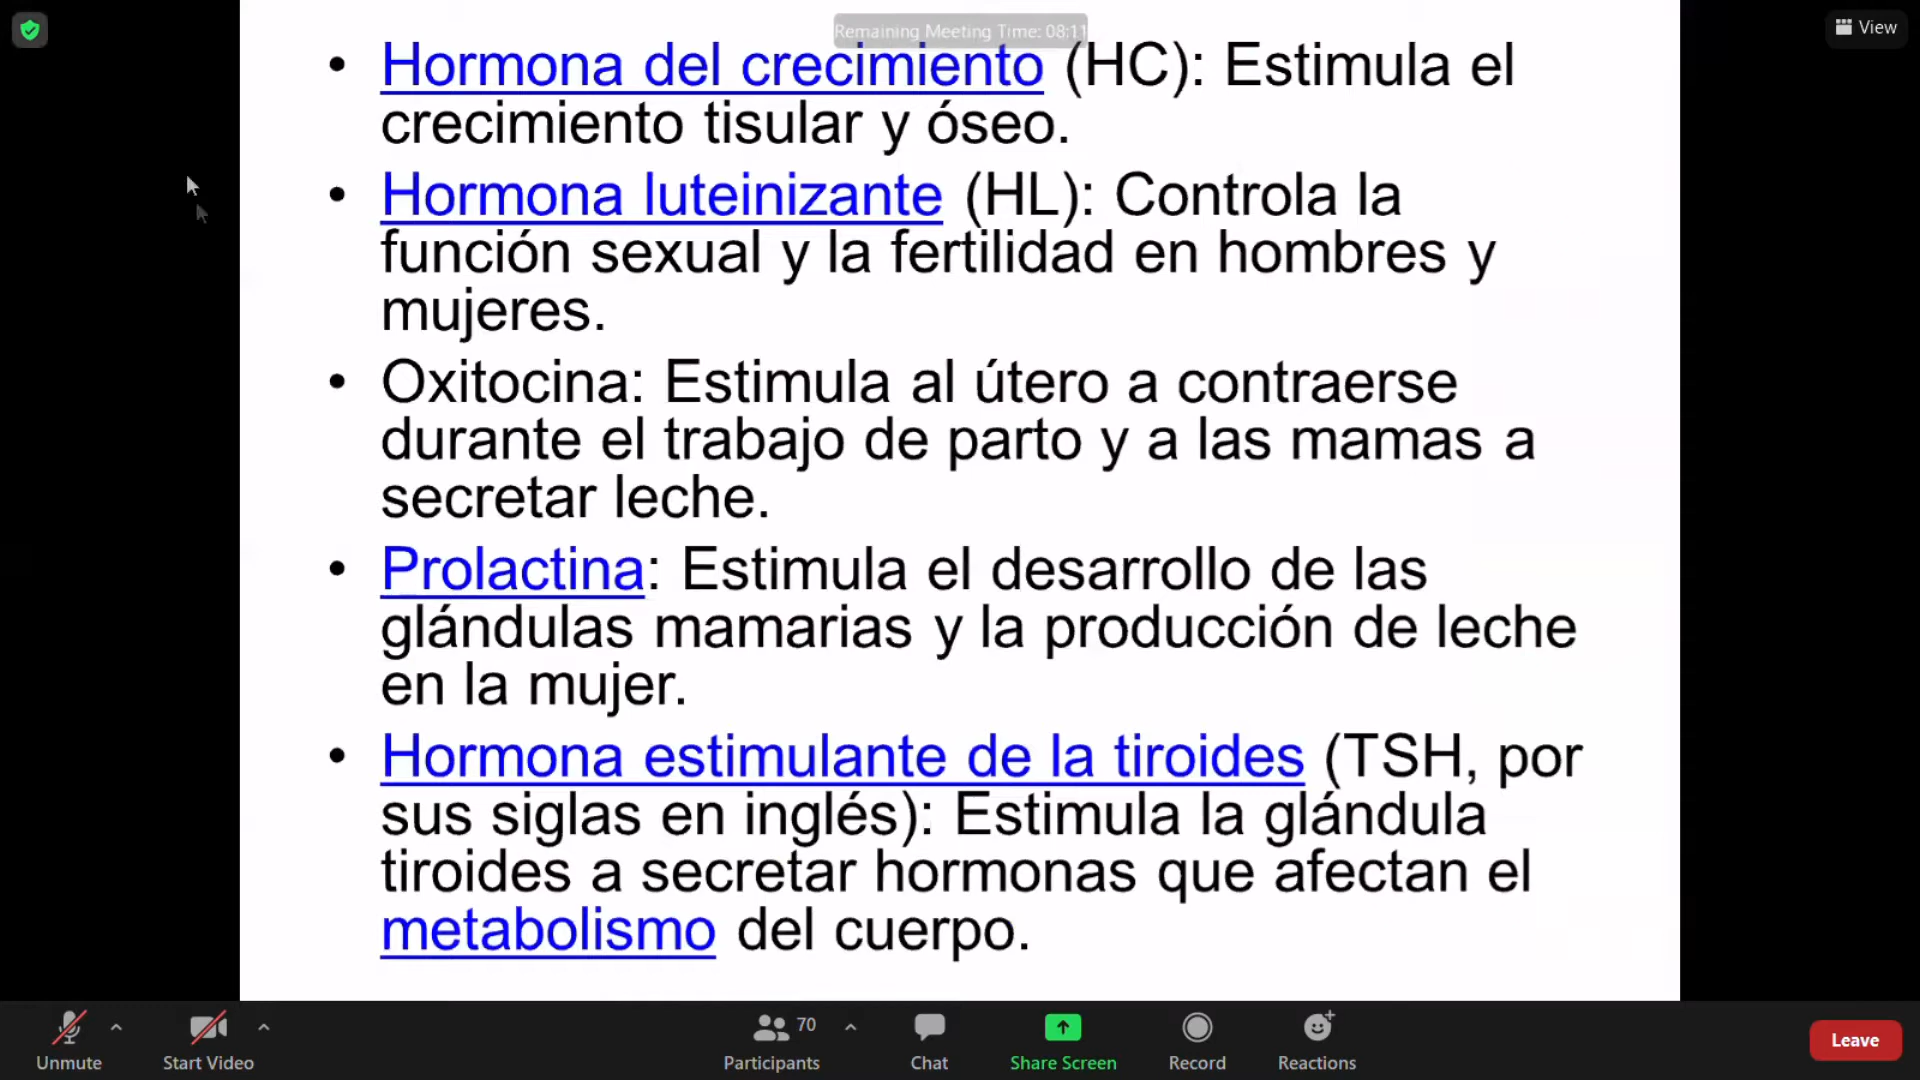 Remaining Meeting Time: 08:11
View
• Hormona del crecimiento (HC): Estimula el
crecimiento tisular y óseo.
• Hormona luteinizante (HL): Controla la
función sexual y la fertilidad en hombres y
mujeres.
• Oxitocina: Estimula al útero a contraerse
durante el trabajo de parto y a las mamas a
secretar leche.
• Prolactina: Estimula el desarrollo de las
glándulas mamarias y la producción de leche
en la mujer.
• Hormona estimulante de la tiroides (TSH, por
sus siglas en inglés): Estimula la glándula
tiroides a secretar hormonas que afectan el
metabolismo del cuerpo.
70
Unmute Start Video Participants Chat Share Screen Record Reactions Leave